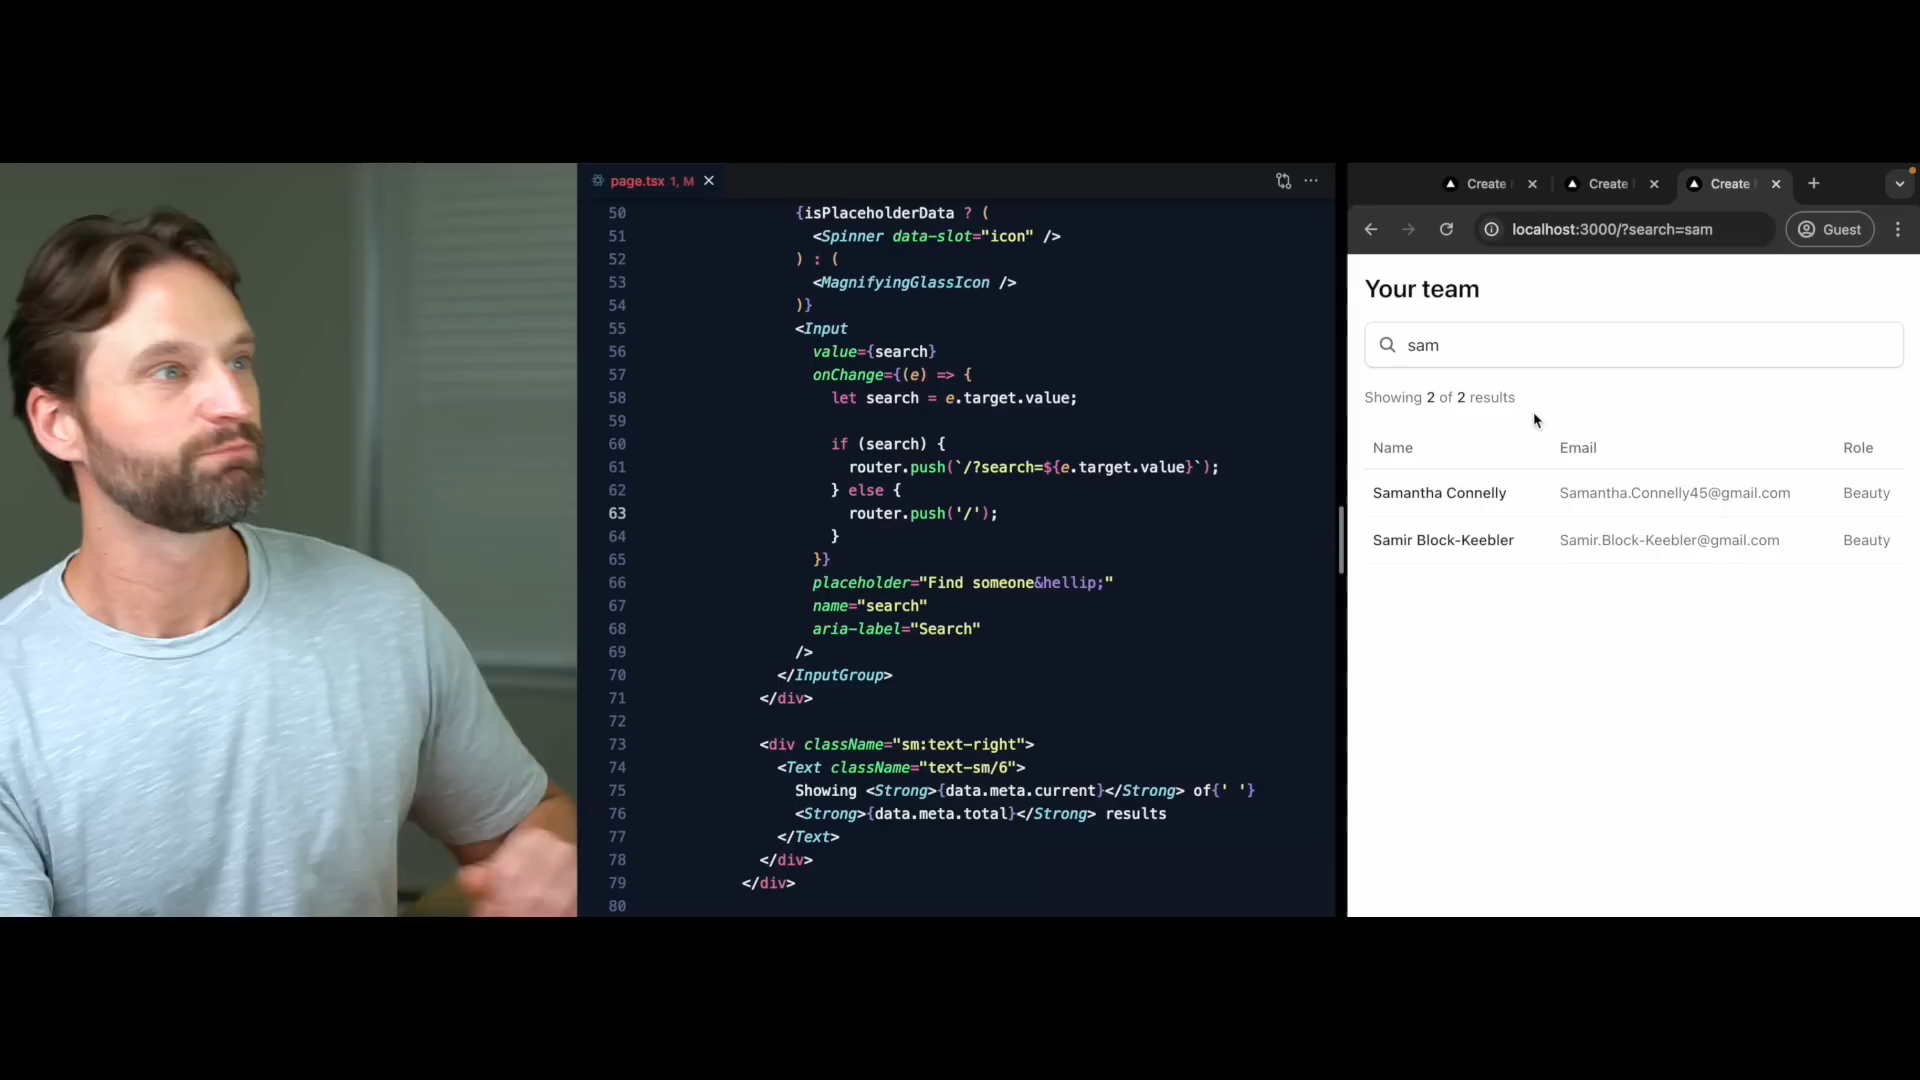 page.tsx 1, M
50 {isPlaceholderData ? (
51 <Spinner data-slot="icon" />
52 ) : (
53 <MagnifyingGlassIcon />
54 )}
55 <Input
56 value={search}
57 onChange={(e) => {
58 let search = e.target.value;
59
60 if (search) {
61 router.push(`/?search=${e.target.value}`);
62 } else {
63 router.push('/');
64 }
65 }}
66 placeholder="Find someone&hellip;"
67 name="search"
68 aria-label="Search"
69 />
70 </InputGroup>
71 </div>
72
73 <div className="sm:text-right">
74 <Text className="text-sm/6">
75 Showing <Strong>{data.meta.current}</Strong> of{' '}
76 <Strong>{data.meta.total}</Strong> results
77 </Text>
78 </div>
79 </div>
80
Create Create Create
localhost:3000/?search=sam Guest
Your team
sam
Showing 2 of 2 results
Name Email Role
Samantha Connelly Samantha.Connelly45@gmail.com Beauty
Samir Block-Keebler Samir.Block-Keebler@gmail.com Beauty